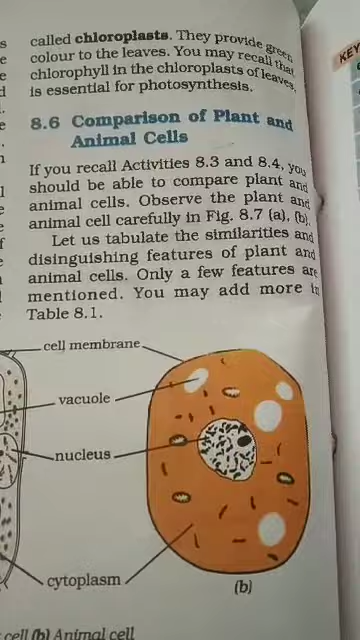 called chloroplasts. They provide green
colour to the leaves. You may recall that
chlorophyll in the chloroplasts of leaves,
is essential for photosynthesis.
8.6 Comparison of Plant and
Animal Cells
If you recall Activities 8.3 and 8.4, you
should be able to compare plant and
animal cells. Observe the plant and
animal cell carefully in Fig. 8.7 (a), (b).
Let us tabulate the similarities and
disinguishing features of plant and
animal cells. Only a few features are
mentioned. You may add more in
Table 8.1.
cell membrane
vacuole
nucleus
cytoplasm
(b)
cell (b) Animal cell
KEY